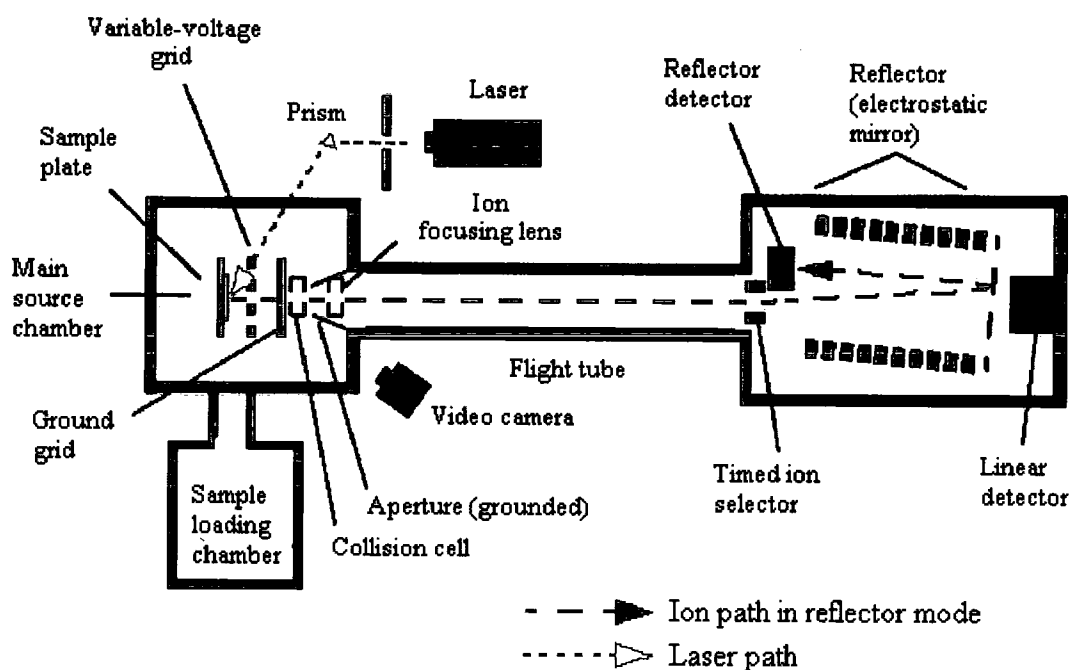 Variable-voltage
grid
Laser
Prism
Reflector
detector
Reflector
(electrostatic
mirror)
Sample
plate
Ion
focusing lens
Main
source
chamber
Flight tube
Video camera
Ground
grid
Timed ion
selector
Linear
detector
Sample
loading
chamber
Aperture (grounded)
Collision cell
Ion path in reflector mode
Laser path